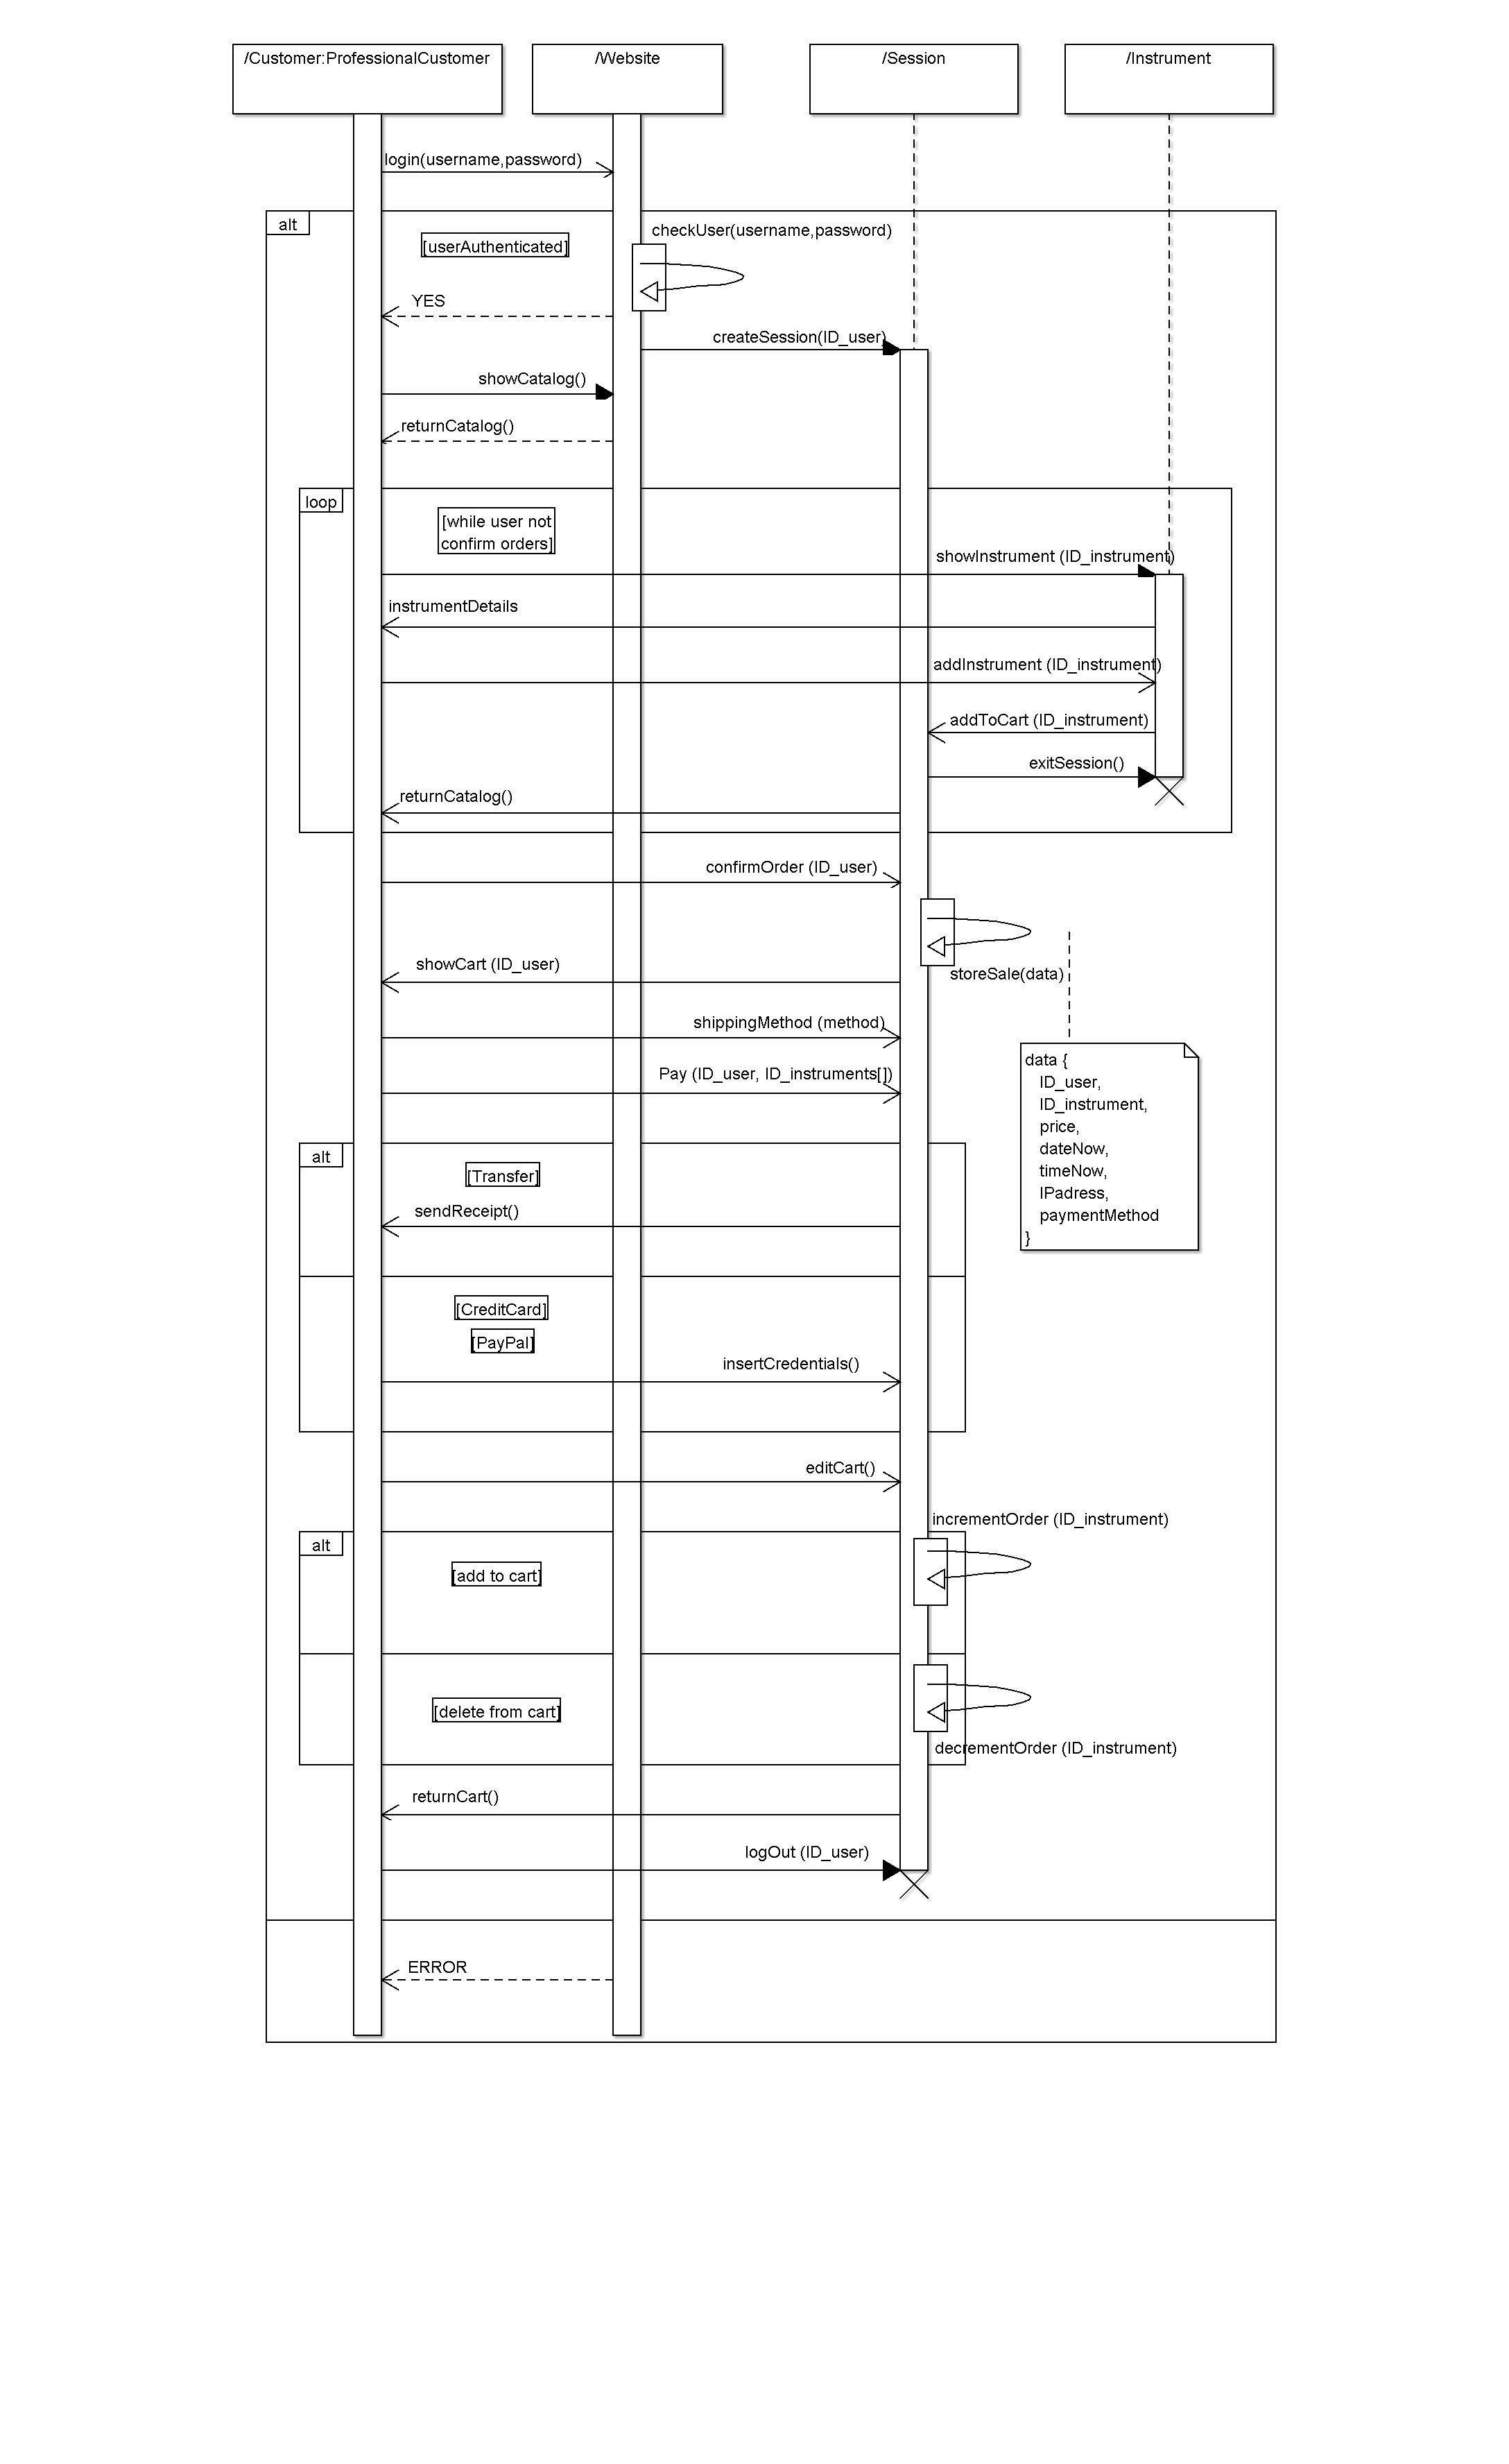 /Customer:ProfessionalCustomer
/Website
/Session
/Instrument
login(username,password)
alt
[userAuthenticated]
checkUser(username,password)
YES
createSession(ID_user)
showCatalog()
returnCatalog()
loop
[while user not
confirm orders]
showInstrument (ID_instrument)
instrumentDetails
addInstrument (ID_instrument)
addToCart (ID_instrument)
exitSession()
returnCatalog()
confirmOrder (ID_user)
storeSale(data)
showCart (ID_user)
shippingMethod (method)
Pay (ID_user, ID_instruments[])
data {
ID_user,
ID_instrument,
price,
dateNow,
timeNow,
IPadress,
paymentMethod
}
alt
[Transfer]
sendReceipt()
[CreditCard]
[PayPal]
insertCredentials()
editCart()
alt
incrementOrder (ID_instrument)
[add to cart]
[delete from cart]
decrementOrder (ID_instrument)
returnCart()
logOut (ID_user)
ERROR